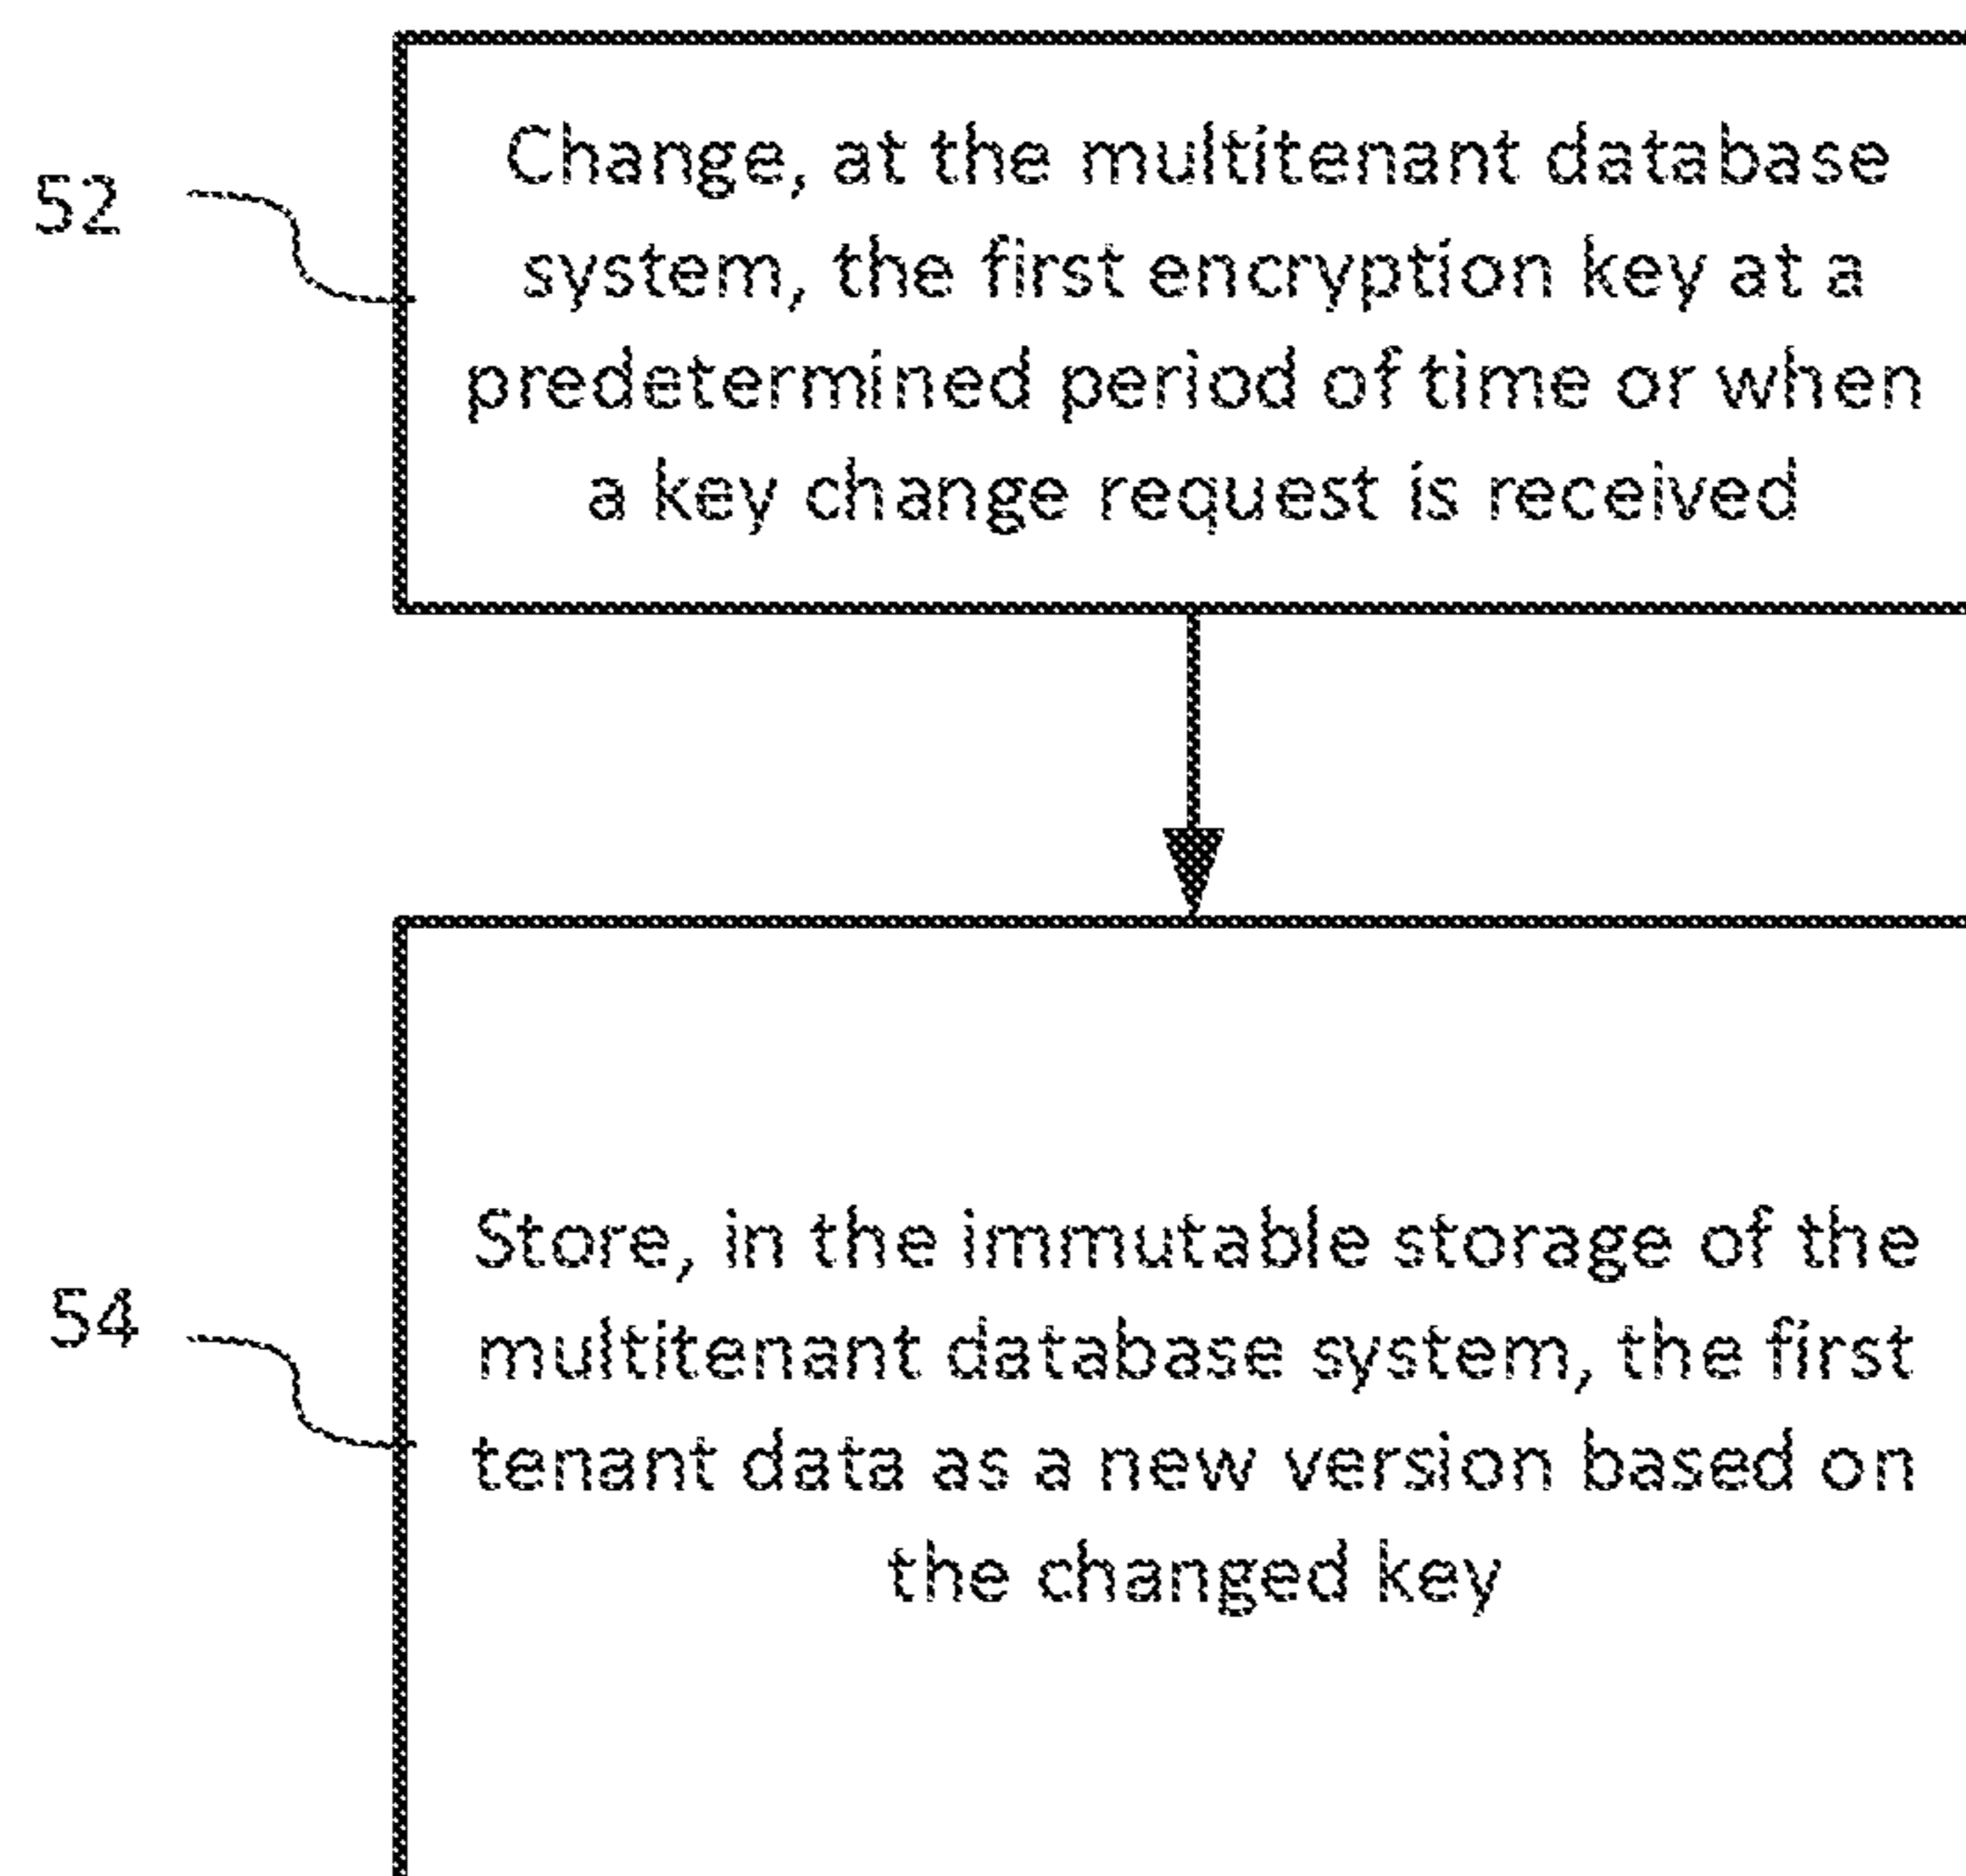 52
Change, at the multitenant database
system, the first encryption key at a
predetermined period of time or when
a key change request is received
54
Store, in the immutable storage of the
multitenant database system, the first
tenant data as a new version based on
the changed key